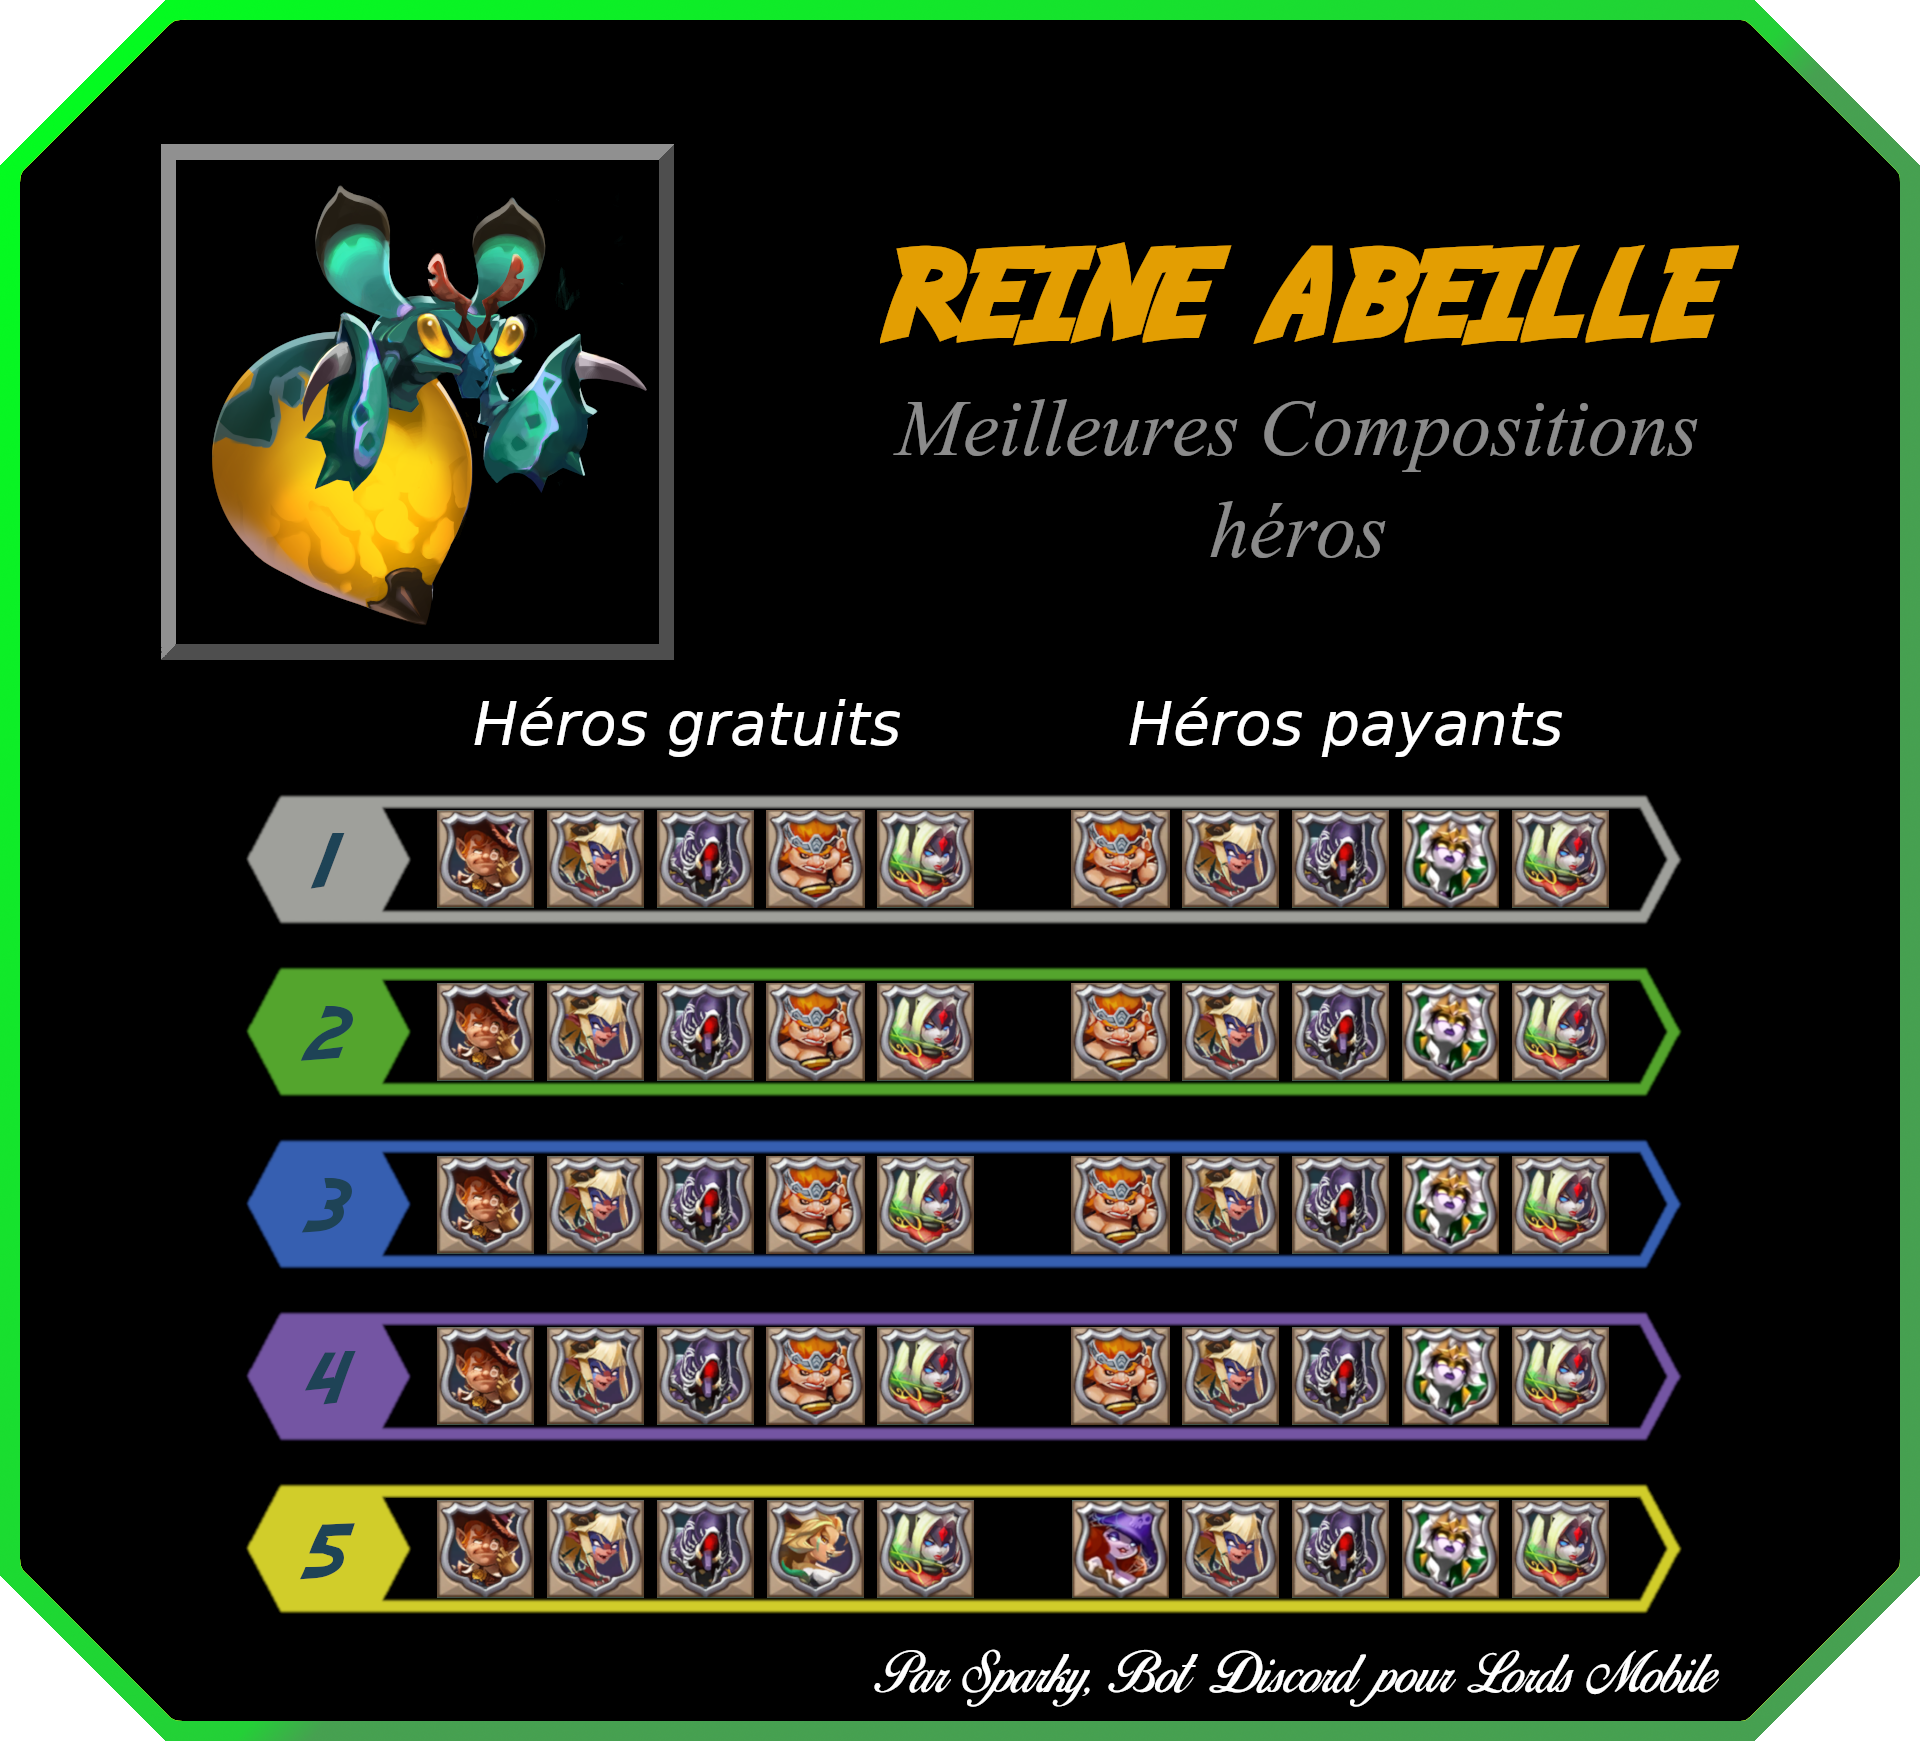 REINE ABEILLE
Meilleures Compositions
héros
Héros gratuits
Héros payants
1
2
3
4
5
Par Sparky, Bot Discord pour Lords Mobile